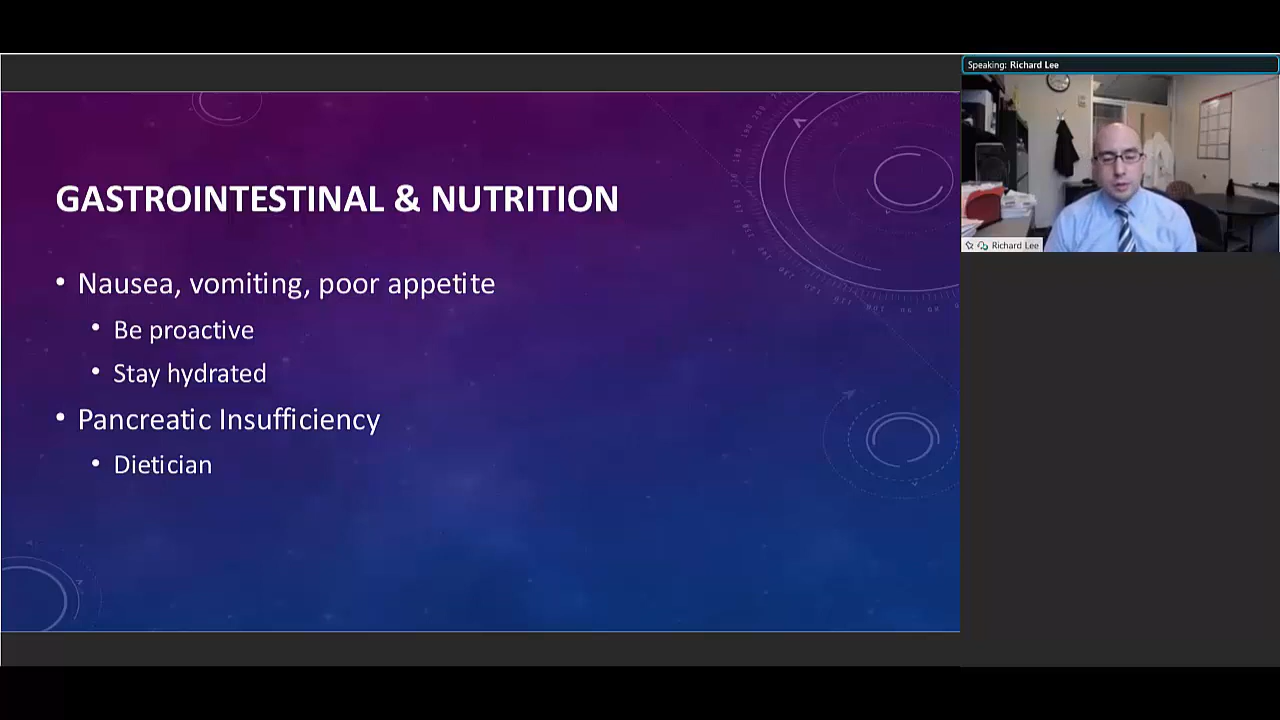 Speaking: Richard Lee
GASTROINTESTINAL & NUTRITION
• Nausea, vomiting, poor appetite
• Be proactive
• Stay hydrated
• Pancreatic Insufficiency
• Dietician
Richard Lee